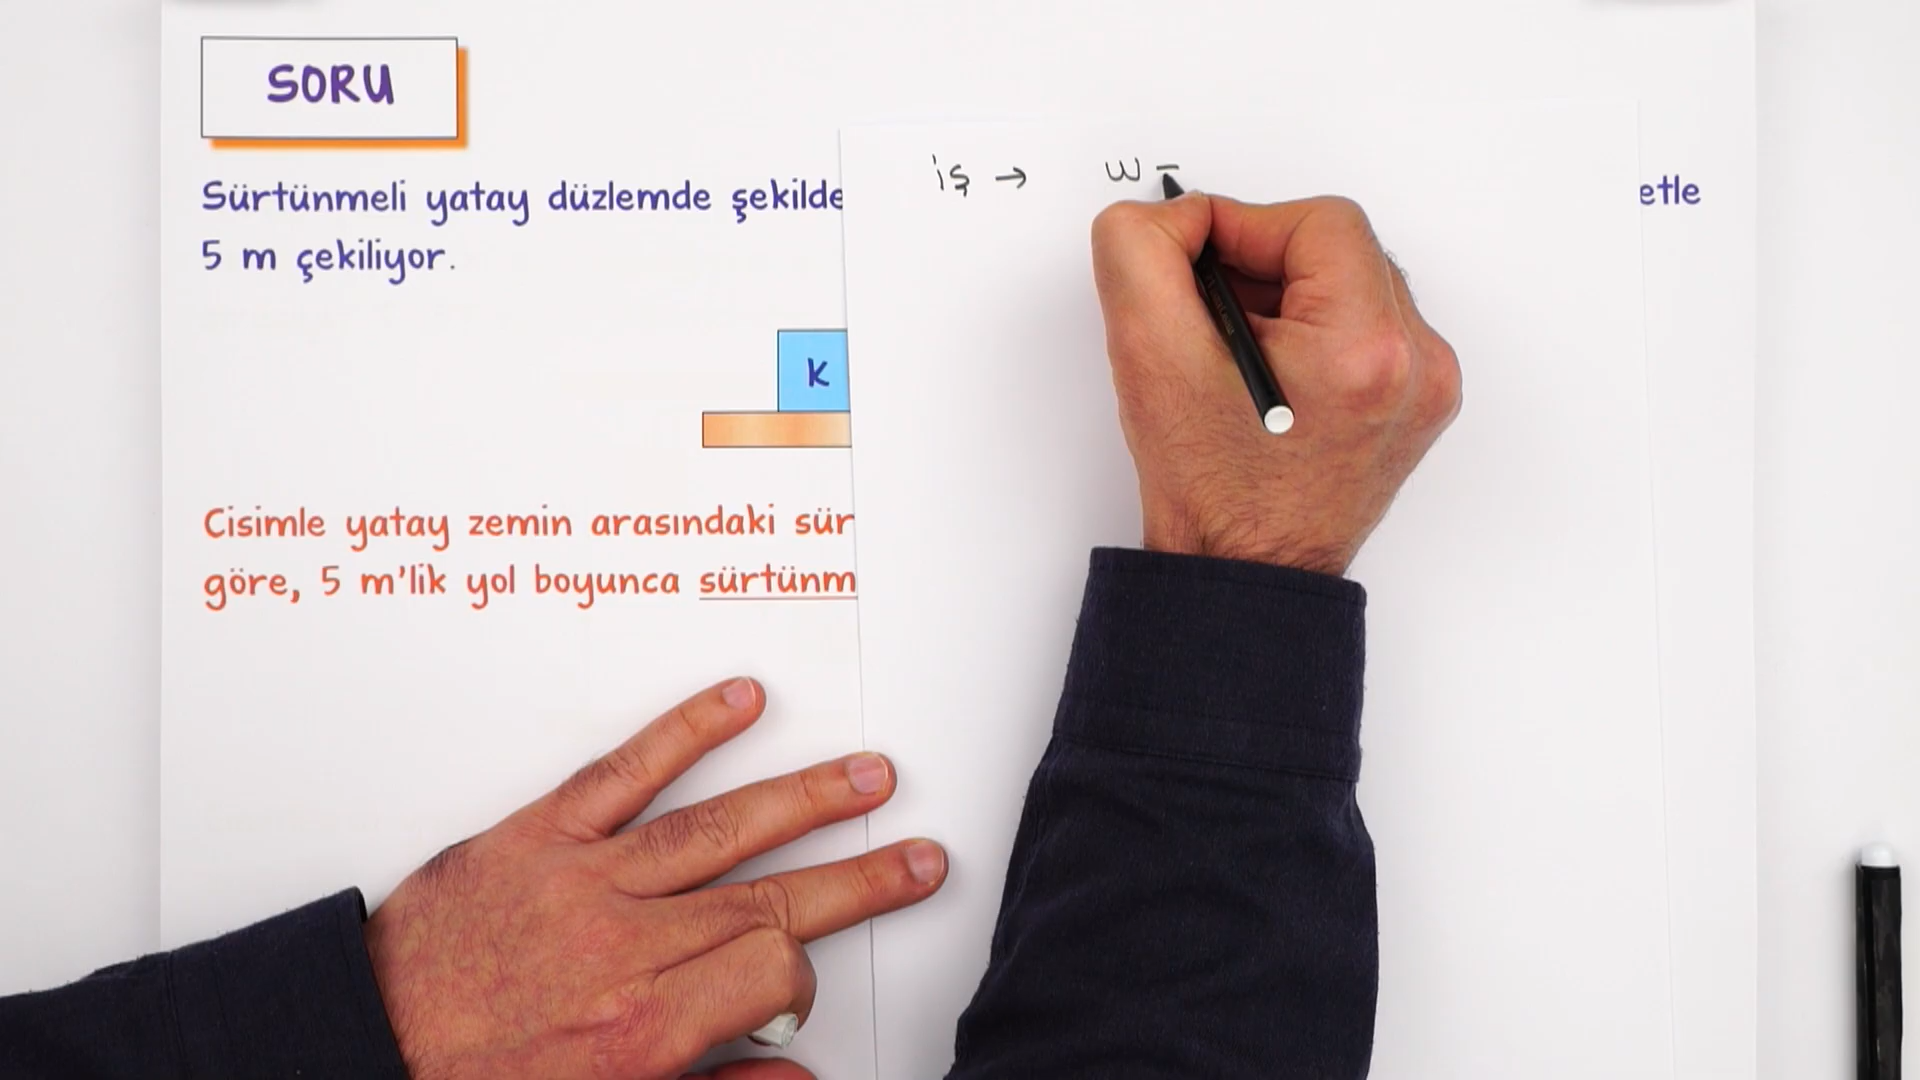 SORU
iş → W =
Sürtünmeli yatay düzlemde şekilde etle
5 m çekiliyor.
K
Cisimle yatay zemin arasındaki sür
göre, 5 m'lik yol boyunca sürtünm